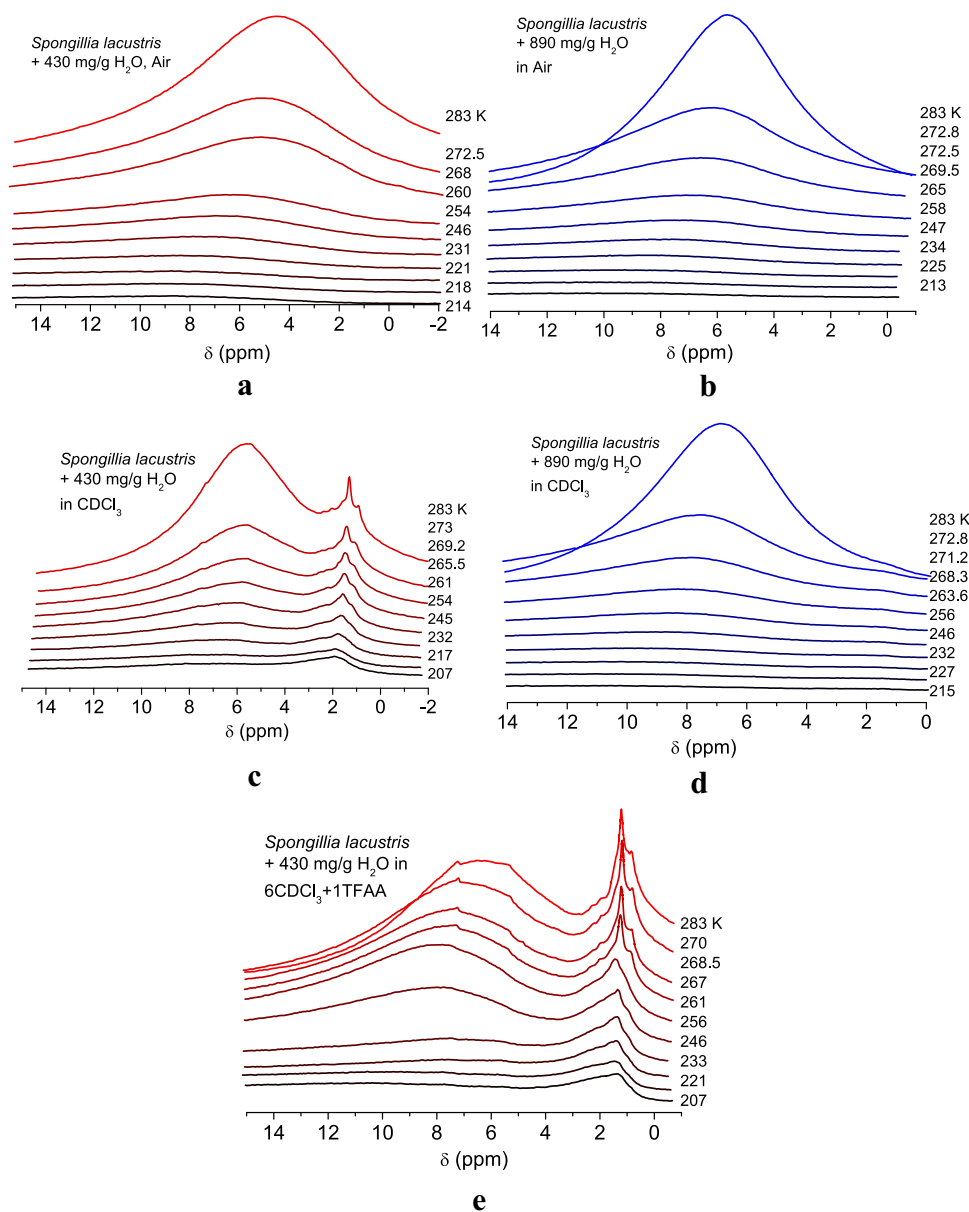 Spongillia lacustris
+ 430 mg/g H₂O, Air
283 K
272.5
268
260
254
246
231
221
218
214
14 12 10 8 6 4 2 0 -2
δ (ppm)
a
Spongillia lacustris
+ 890 mg/g H₂O
in Air
283 K
272.8
272.5
269.5
265
258
247
234
225
213
14 12 10 8 6 4 2 0
δ (ppm)
b
Spongillia lacustris
+ 430 mg/g H₂O
in CDCl₃
283 K
273
269.2
265.5
261
254
245
232
217
207
14 12 10 8 6 4 2 0 -2
δ (ppm)
c
Spongillia lacustris
+ 890 mg/g H₂O
in CDCl₃
283 K
272.8
271.2
268.3
263.6
256
246
232
227
215
14 12 10 8 6 4 2 0
δ (ppm)
d
Spongillia lacustris
+ 430 mg/g H₂O in
6CDCl₃+1TFAA
283 K
270
268.5
267
261
256
246
233
221
207
14 12 10 8 6 4 2 0
δ (ppm)
e